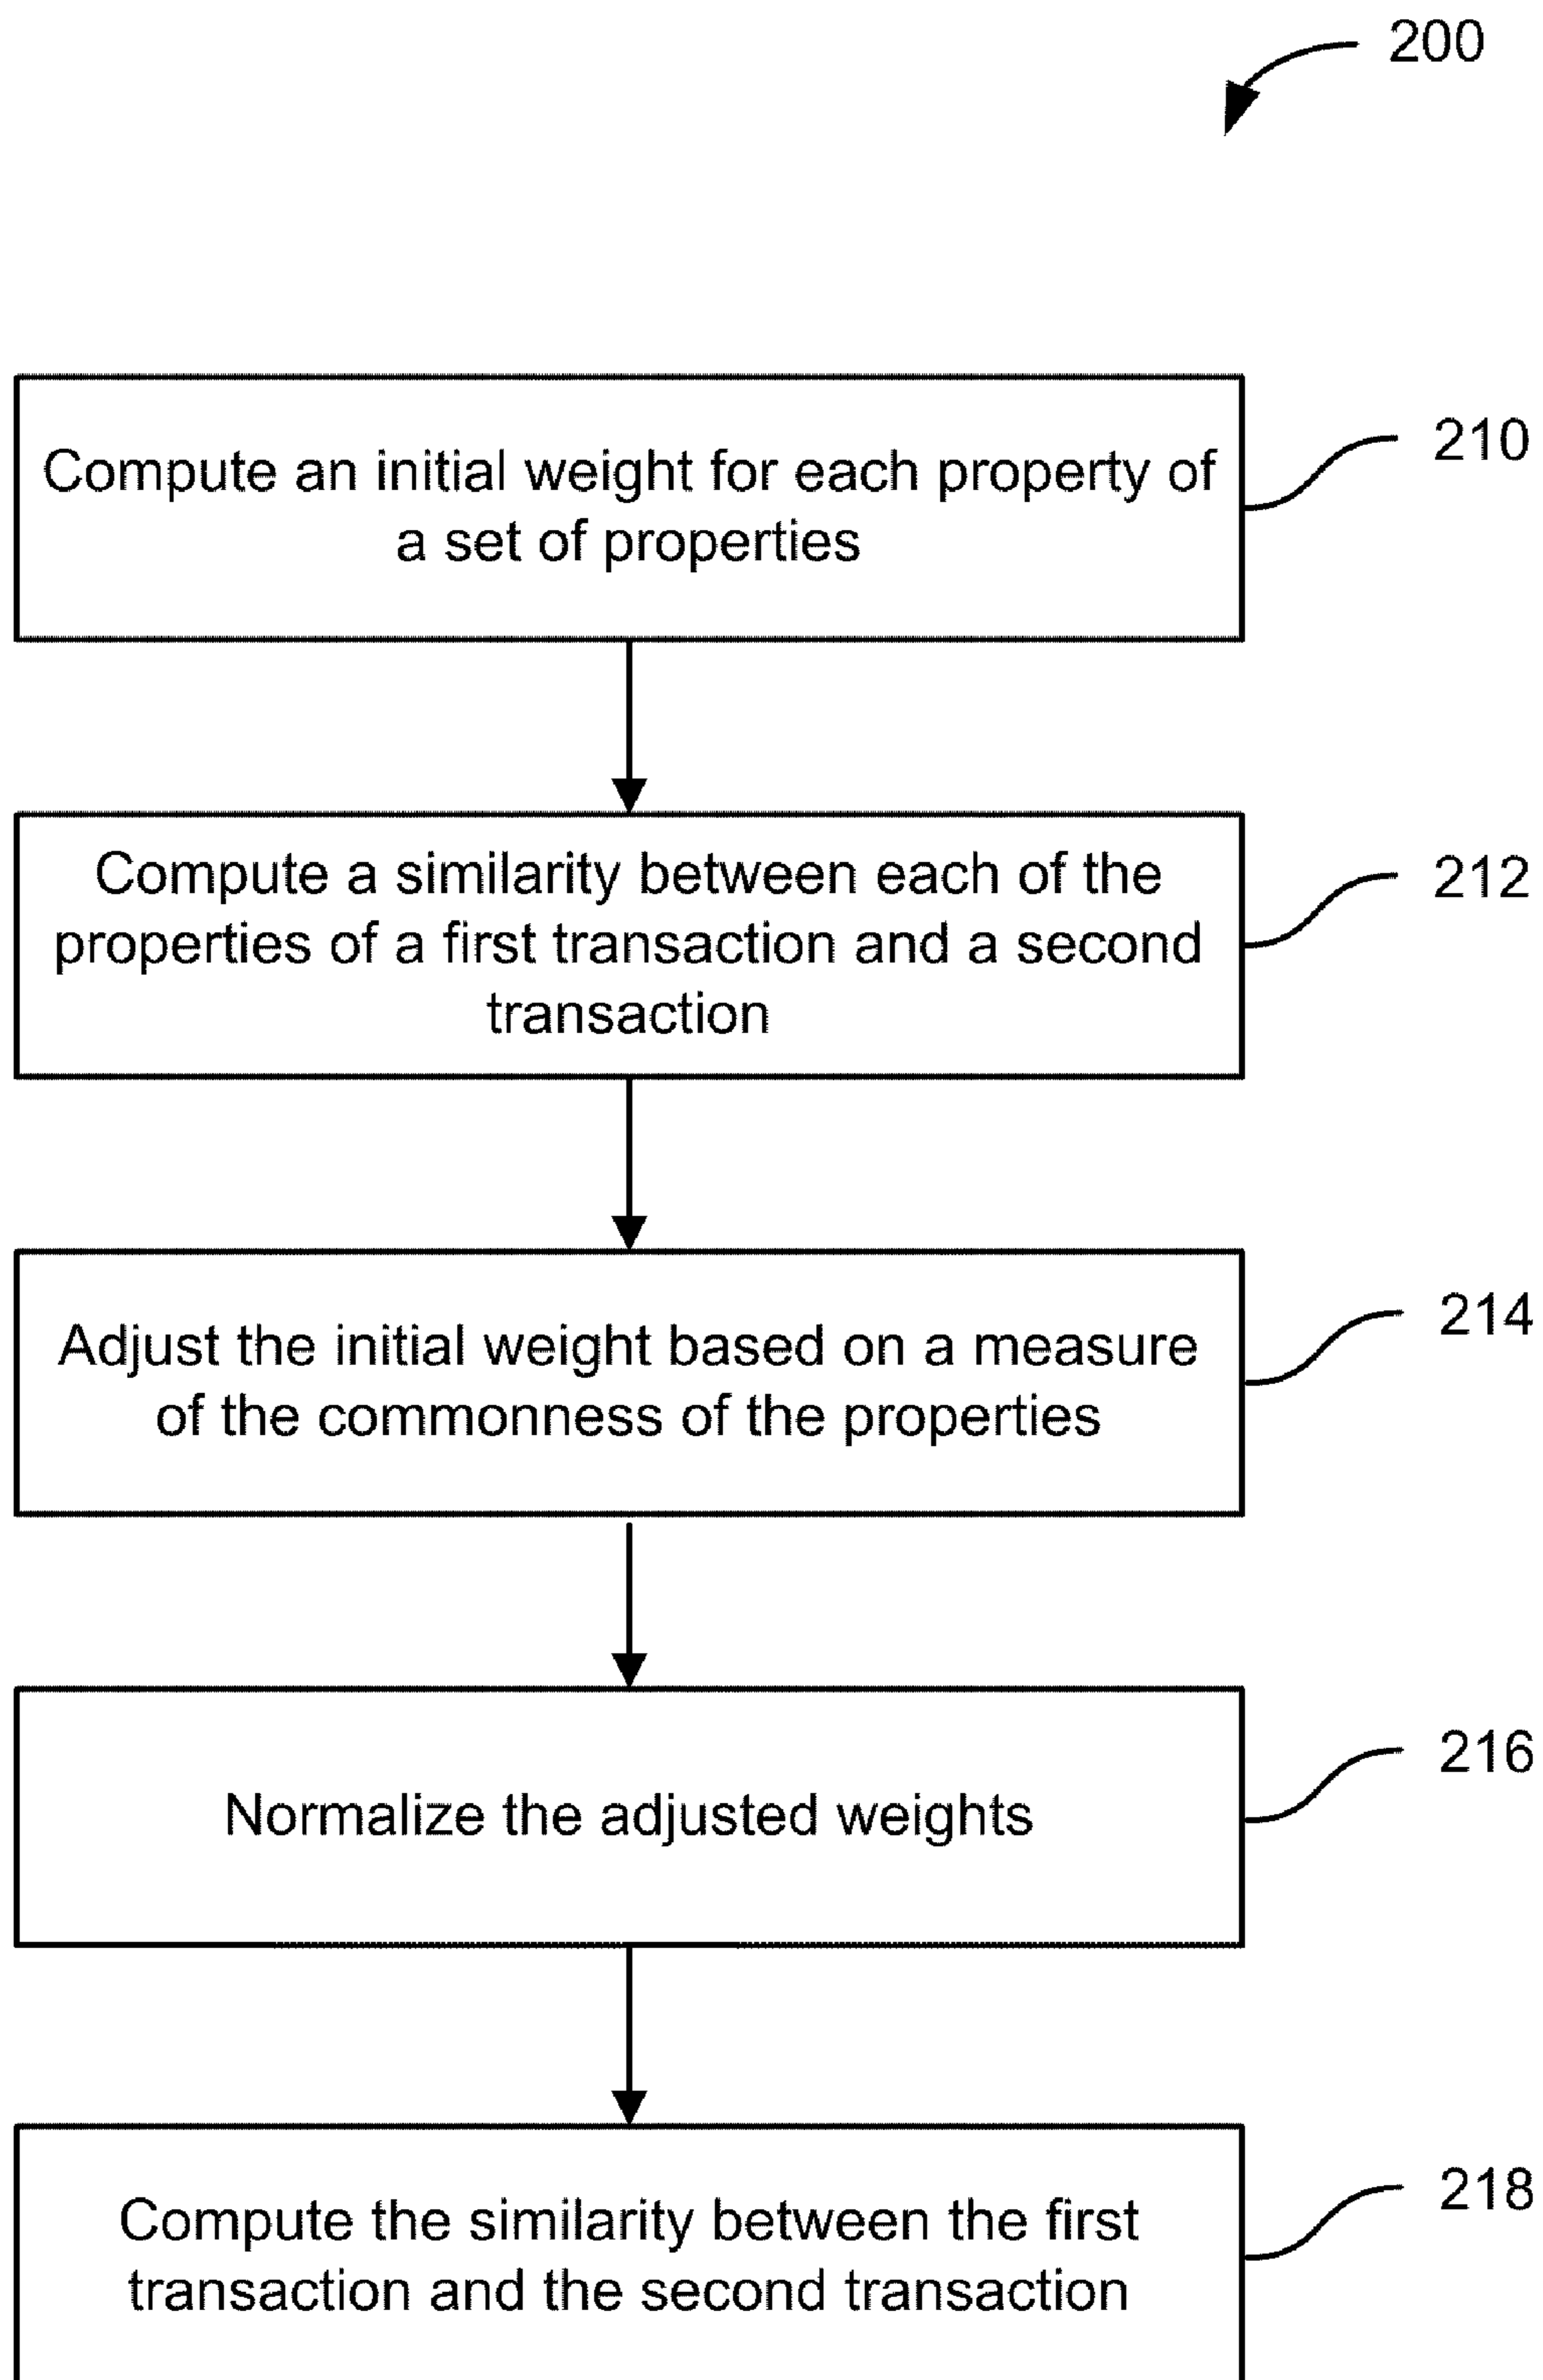 200
Compute an initial weight for each property of
a set of properties
210
Compute a similarity between each of the
properties of a first transaction and a second
transaction
212
Adjust the initial weight based on a measure
of the commonness of the properties
214
Normalize the adjusted weights
216
Compute the similarity between the first
transaction and the second transaction
218